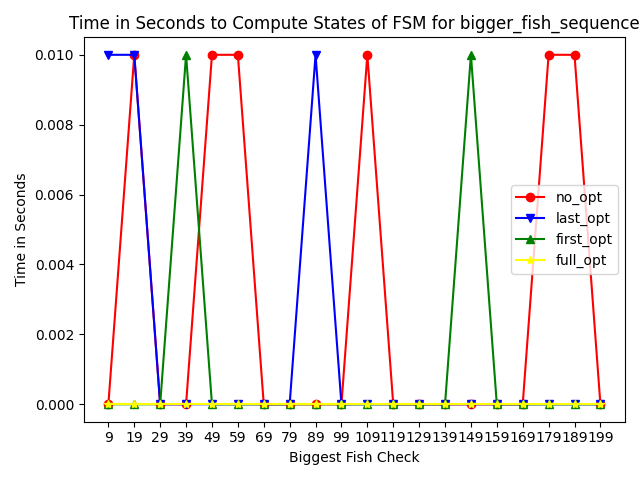 Time in Seconds to Compute States of FSM for bigger_fish_sequence
0.010
0.008
0.006
0.004
0.002
0.000
Time in Seconds
no_opt
last_opt
first_opt
full_opt
9 19 29 39 49 59 69 79 89 99 109 119 129 139 149 159 169 179 189 199
Biggest Fish Check